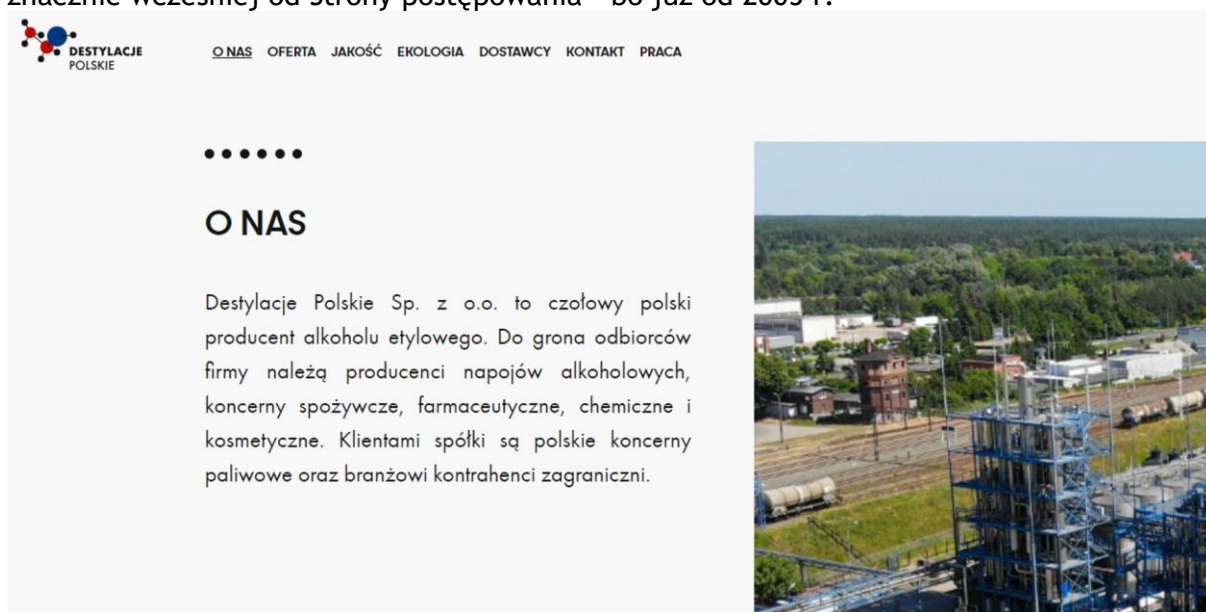 znacznie wcześniej od strony postępowania – bo już od 2005 r.
DESTYLACJE
POLSKIE
O NAS OFERTA JAKOŚĆ EKOLOGIA DOSTAWCY KONTAKT PRACA
O NAS
Destylacje Polskie Sp. z o.o. to czołowy polski
producent alkoholu etylowego. Do grona odbiorców
firmy należą producenci napojów alkoholowych,
koncerny spożywcze, farmaceutyczne, chemiczne i
kosmetyczne. Klientami spółki są polskie koncerny
paliwowe oraz branżowi kontrahenci zagraniczni.